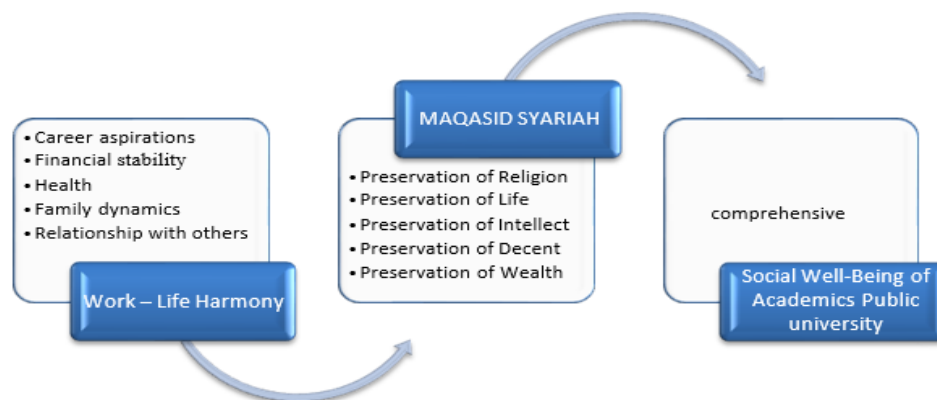 • Career aspirations
• Financial stability
• Health
• Family dynamics
• Relationship with others
Work – Life Harmony
MAQASID SYARIAH
• Preservation of Religion
• Preservation of Life
• Preservation of Intellect
• Preservation of Decent
• Preservation of Wealth
comprehensive
Social Well-Being of
Academics Public
university